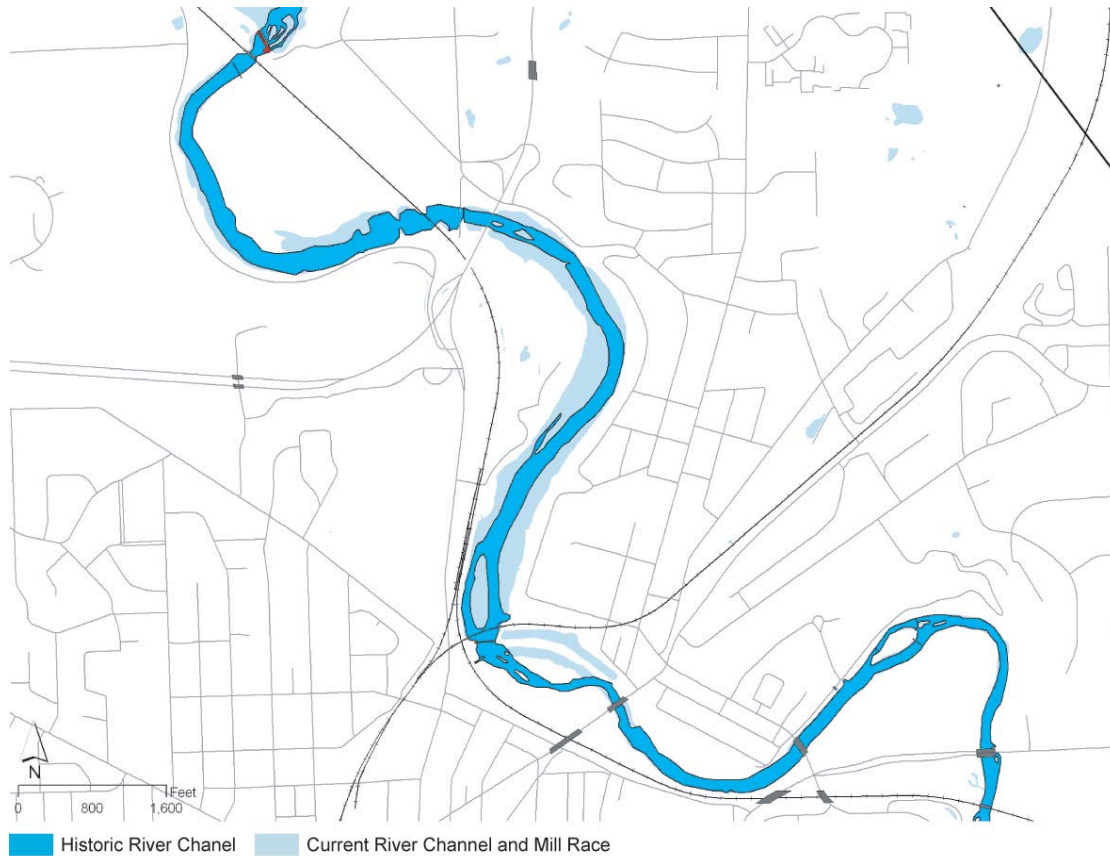 N
Feet
0 800 1,600
Historic River Chanel
Current River Channel and Mill Race